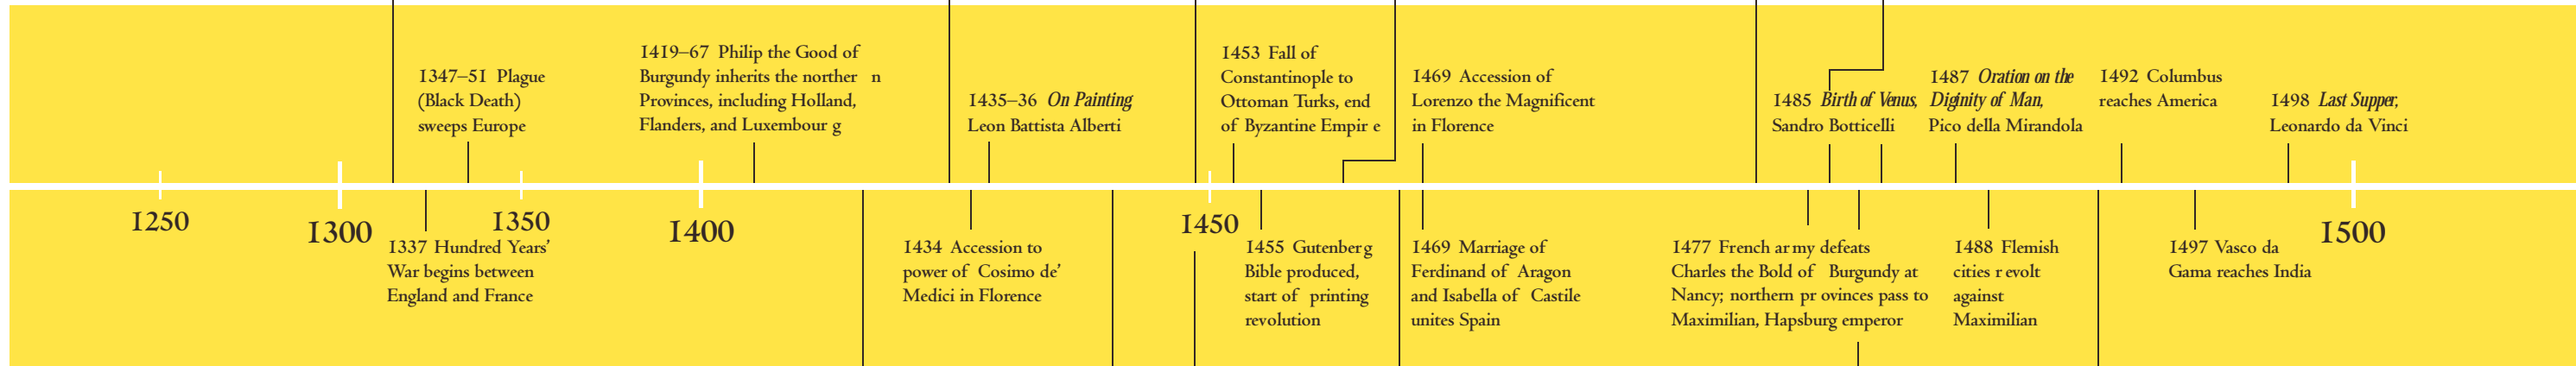 1347–51 Plague
(Black Death)
sweeps Europe
1419–67 Philip the Good of
Burgundy inherits the norther n
Provinces, including Holland,
Flanders, and Luxembour g
1435–36 On Painting
Leon Battista Alberti
1453 Fall of
Constantinople to
Ottoman Turks, end
of Byzantine Empir e
1469 Accession of
Lorenzo the Magnificent
in Florence
1485 Birth of Venus,
Sandro Botticelli
1487 Oration on the
Diginity of Man,
Pico della Mirandola
1492 Columbus
reaches America
1498 Last Supper,
Leonardo da Vinci
1250
1300
1350
1400
1450
1500
1337 Hundred Years'
War begins between
England and France
1434 Accession to
power of Cosimo de'
Medici in Florence
1455 Gutenberg
Bible produced,
start of printing
revolution
1469 Marriage of
Ferdinand of Aragon
and Isabella of Castile
unites Spain
1477 French army defeats
Charles the Bold of Burgundy at
Nancy; northern pr ovinces pass to
Maximilian, Hapsburg emperor
1488 Flemish
cities r evolt
against
Maximilian
1497 Vasco da
Gama reaches India